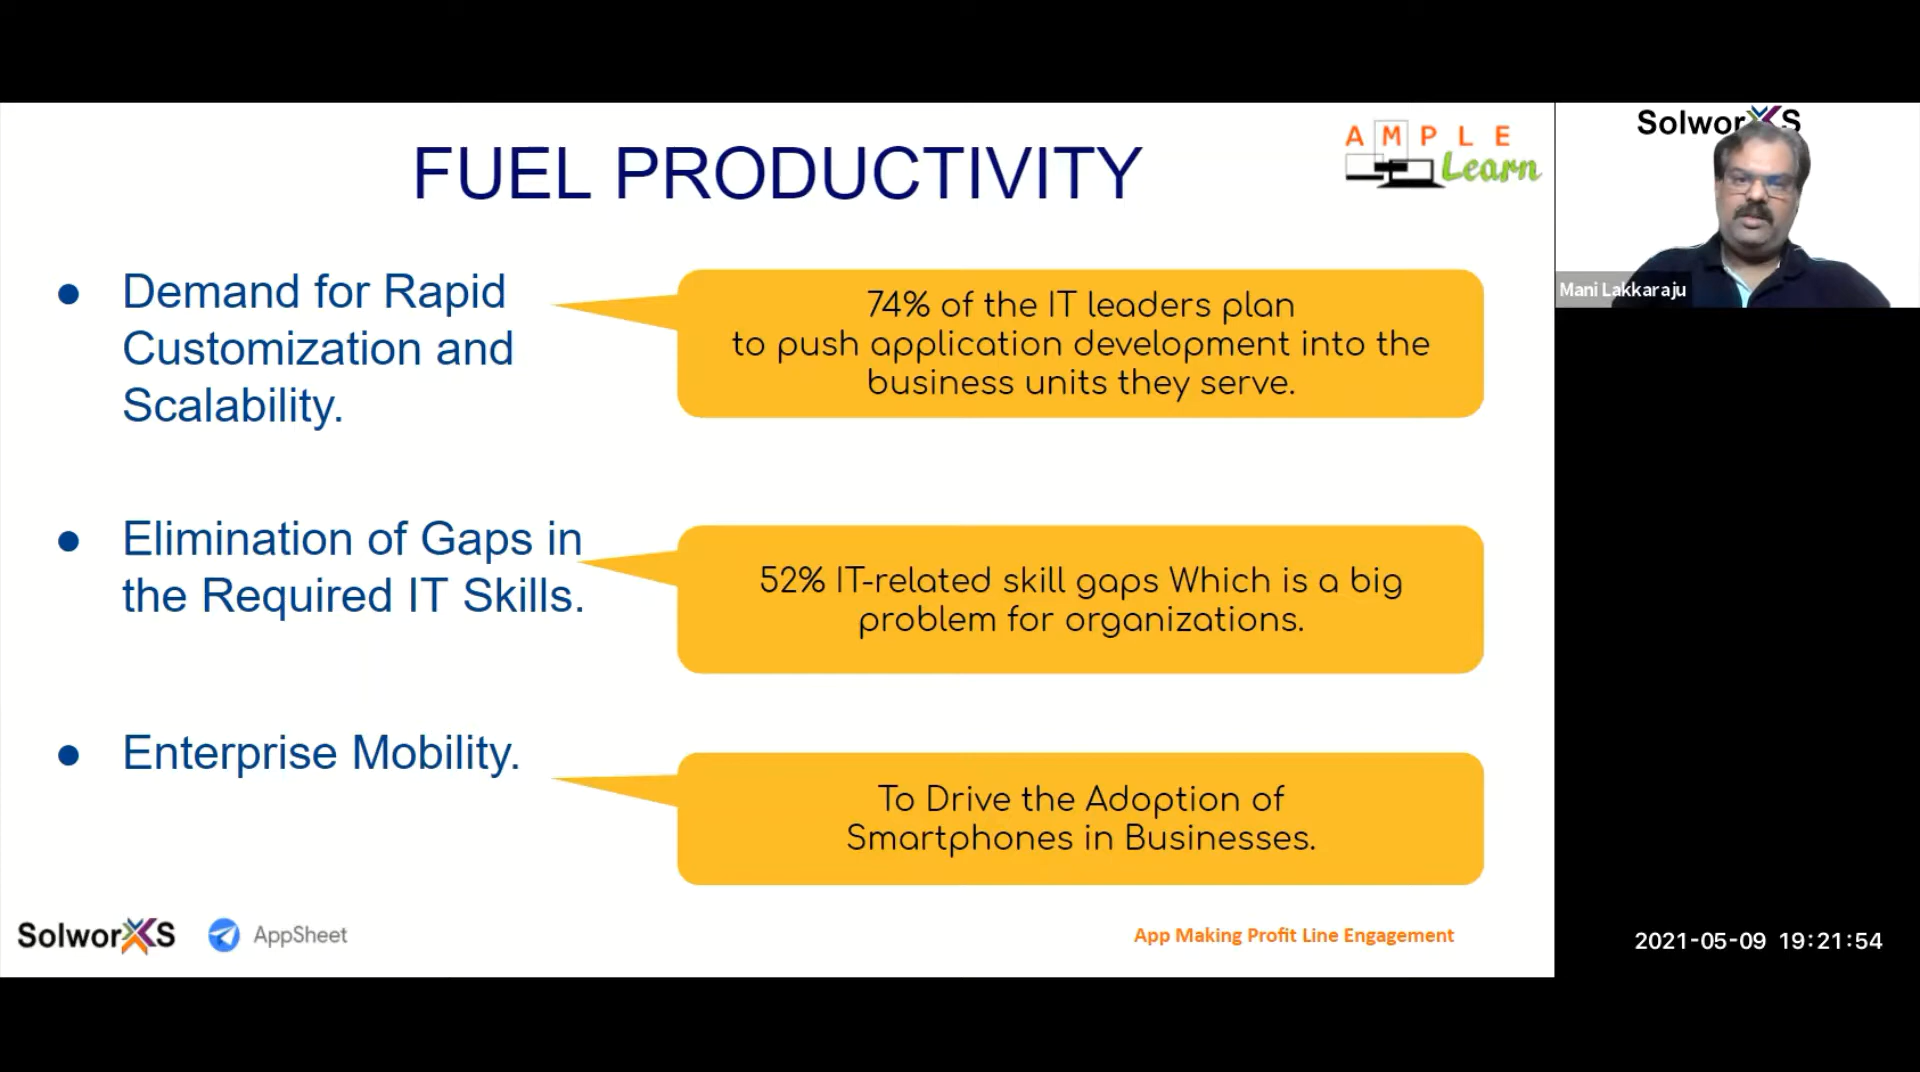 FUEL PRODUCTIVITY
AMPLE
Learn
SolworXS
Mani Lakkaraju
● Demand for Rapid
Customization and
Scalability.
74% of the IT leaders plan
to push application development into the
business units they serve.
● Elimination of Gaps in
the Required IT Skills.
52% IT-related skill gaps Which is a big
problem for organizations.
● Enterprise Mobility.
To Drive the Adoption of
Smartphones in Businesses.
SolworXS
AppSheet
App Making Profit Line Engagement
2021-05-09 19:21:54